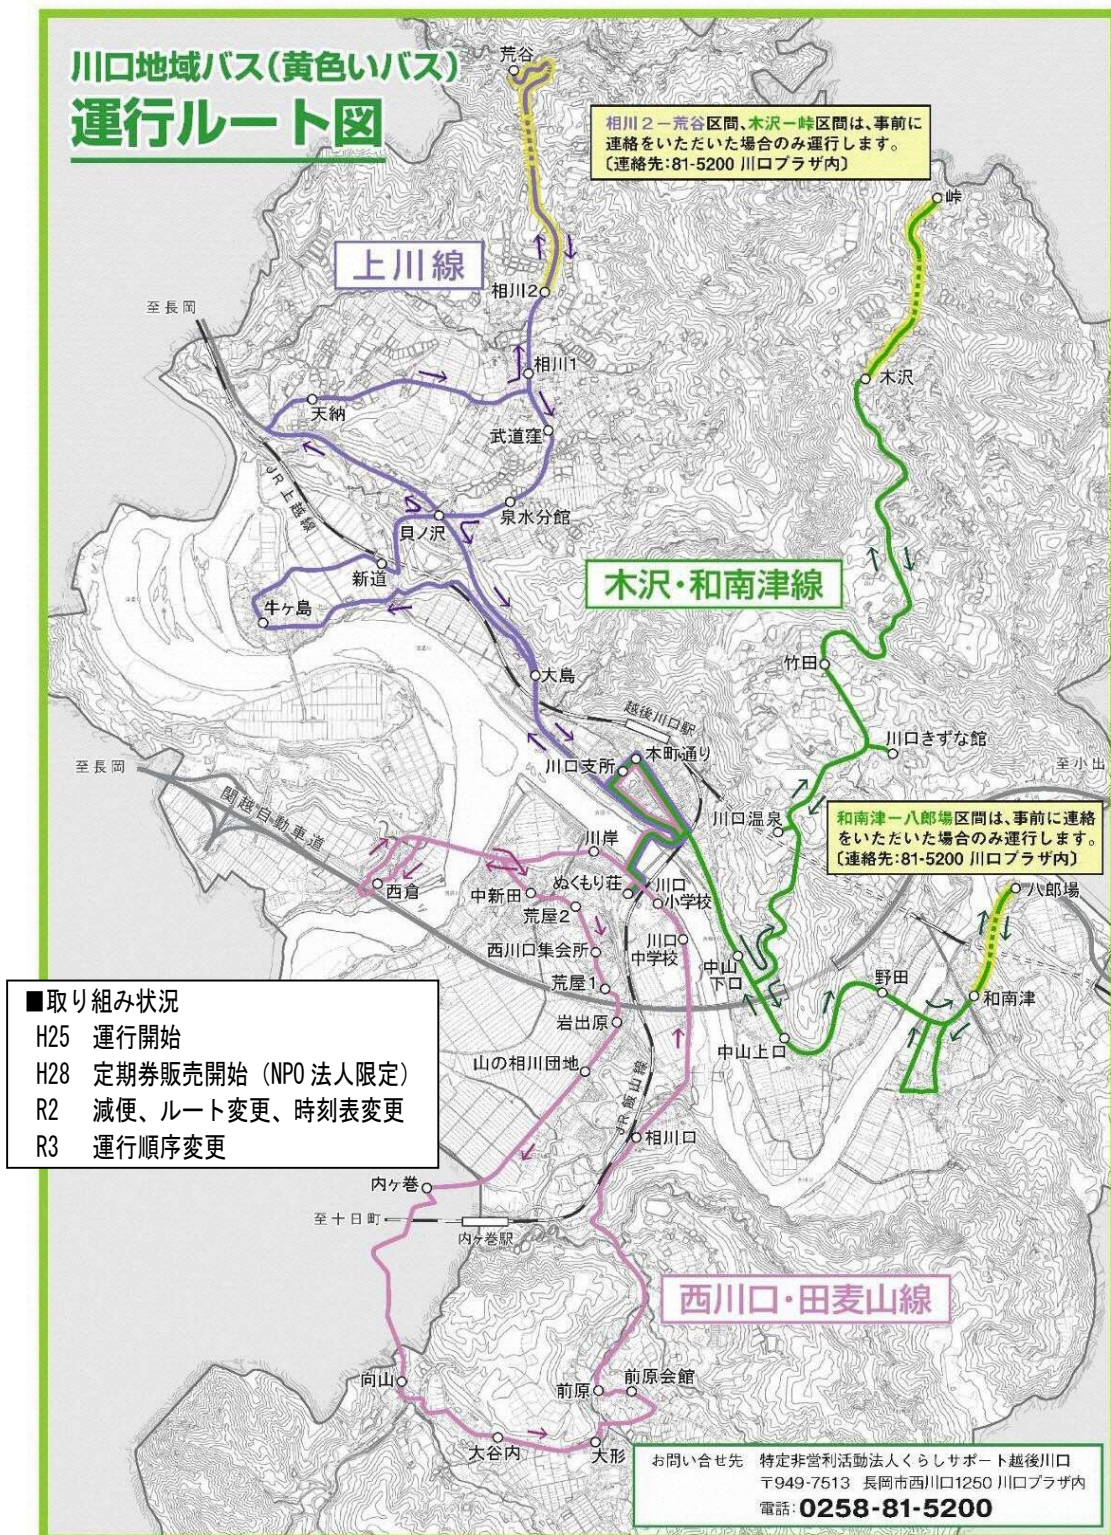 川口地域バス(黄色いバス)
運行ルート図
荒谷
相川2ー荒谷区間、木沢ー峠区間は、事前に
連絡をいただいた場合のみ運行します。
〔連絡先:81-5200 川口プラザ内〕
峠
上川線
相川2
至長岡
相川1
木沢
天納
武道窪
JR上越線
貝ノ沢
泉水分館
新道
木沢・和南津線
牛ヶ島
竹田
大島
越後川口駅
本町通り
川口きずな館
川口支所
至長岡
至小出
関越自動車道
川口温泉
和南津ー八郎場区間は、事前に連絡
をいただいた場合のみ運行します。
〔連絡先:81-5200 川口プラザ内〕
川岸
西倉
中新田
ぬくもり荘
川口
小学校
八郎場
荒屋2
西川口集会所
川口
中学校
中山
下口
野田
荒屋1
和南津
■取り組み状況
H25 運行開始
H28 定期券販売開始（NPO法人限定）
R2 減便、ルート変更、時刻表変更
R3 運行順序変更
岩出原
中山上口
山の相川団地
JR飯山線
相川口
内ヶ巻
至十日町
内ヶ巻駅
西川口・田麦山線
向山
前原
前原会館
大谷内
大形
お問い合せ先 特定非営利活動法人くらしサポート越後川口
〒949-7513 長岡市西川口1250 川口プラザ内
電話:0258-81-5200